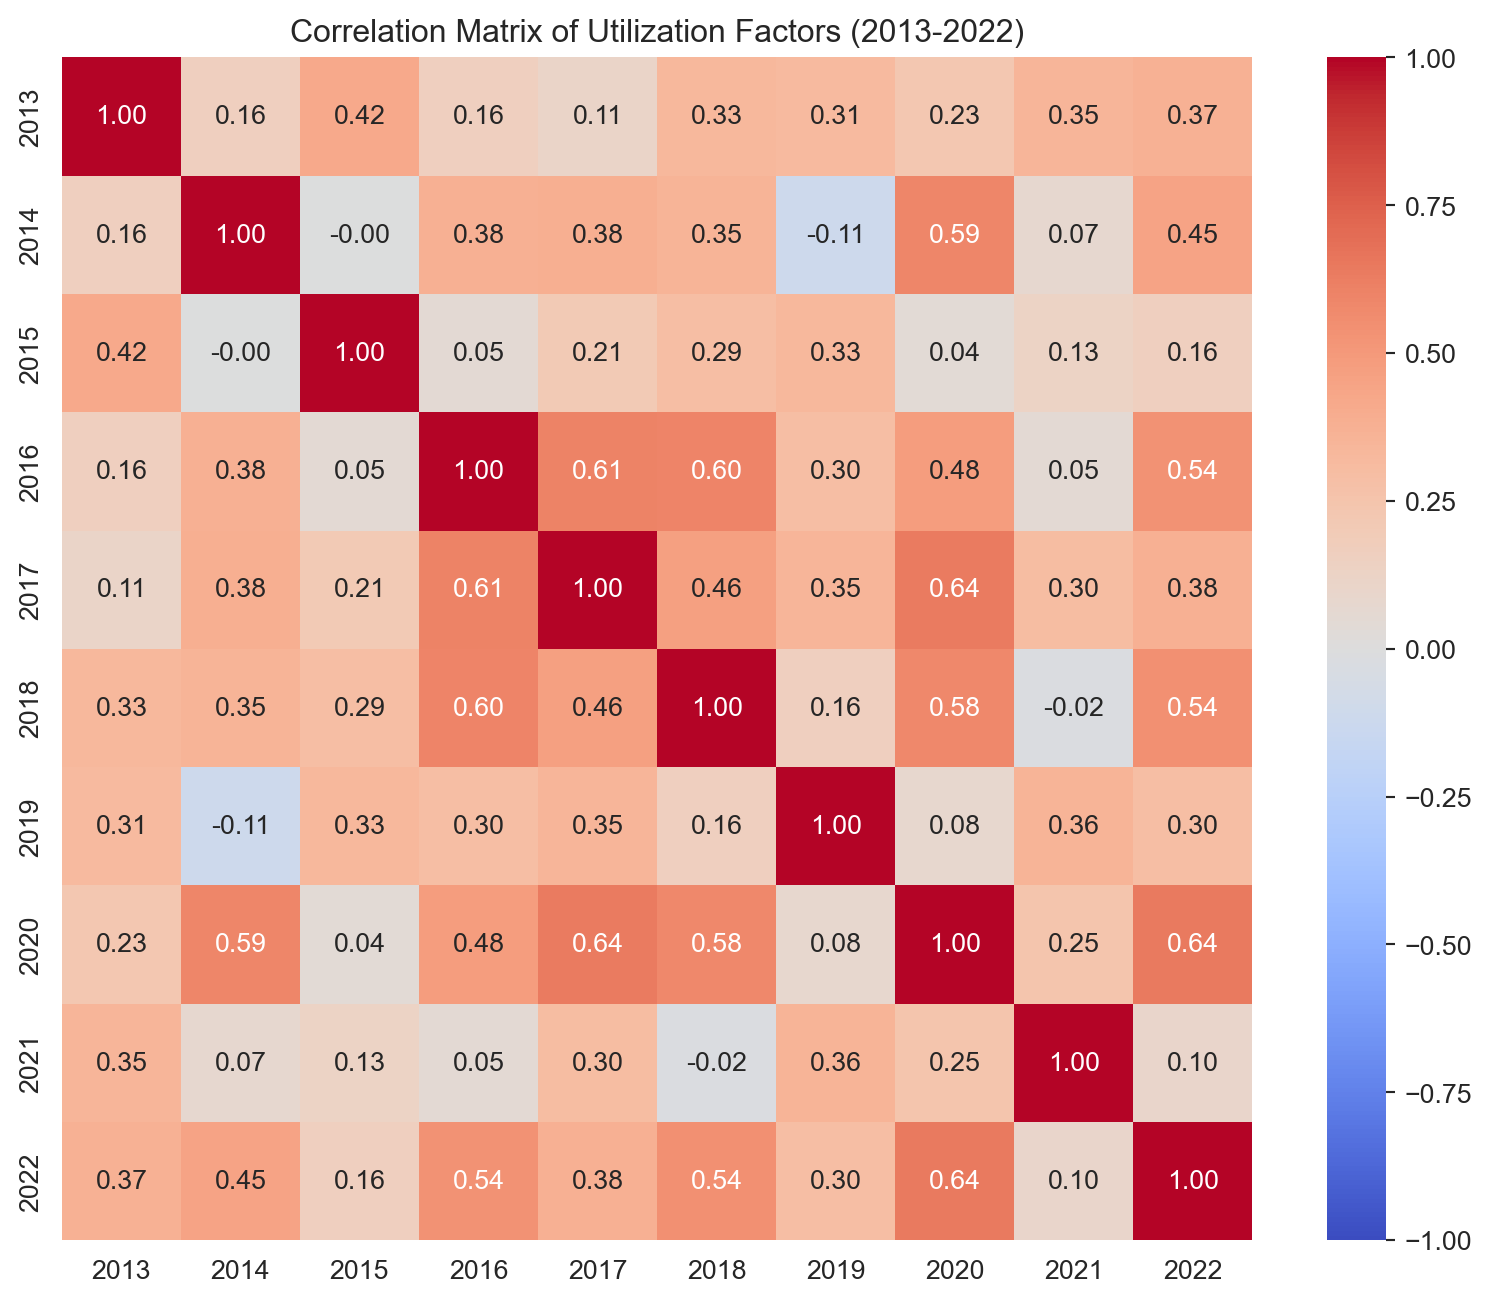 Correlation Matrix of Utilization Factors (2013-2022)
2013 1.00 0.16 0.42 0.16 0.11 0.33 0.31 0.23 0.35 0.37
2014 0.16 1.00 -0.00 0.38 0.38 0.35 -0.11 0.59 0.07 0.45
2015 0.42 -0.00 1.00 0.05 0.21 0.29 0.33 0.04 0.13 0.16
2016 0.16 0.38 0.05 1.00 0.61 0.60 0.30 0.48 0.05 0.54
2017 0.11 0.38 0.21 0.61 1.00 0.46 0.35 0.64 0.30 0.38
2018 0.33 0.35 0.29 0.60 0.46 1.00 0.16 0.58 -0.02 0.54
2019 0.31 -0.11 0.33 0.30 0.35 0.16 1.00 0.08 0.36 0.30
2020 0.23 0.59 0.04 0.48 0.64 0.58 0.08 1.00 0.25 0.64
2021 0.35 0.07 0.13 0.05 0.30 -0.02 0.36 0.25 1.00 0.10
2022 0.37 0.45 0.16 0.54 0.38 0.54 0.30 0.64 0.10 1.00
2013 2014 2015 2016 2017 2018 2019 2020 2021 2022
1.00
0.75
0.50
0.25
0.00
−0.25
−0.50
−0.75
−1.00